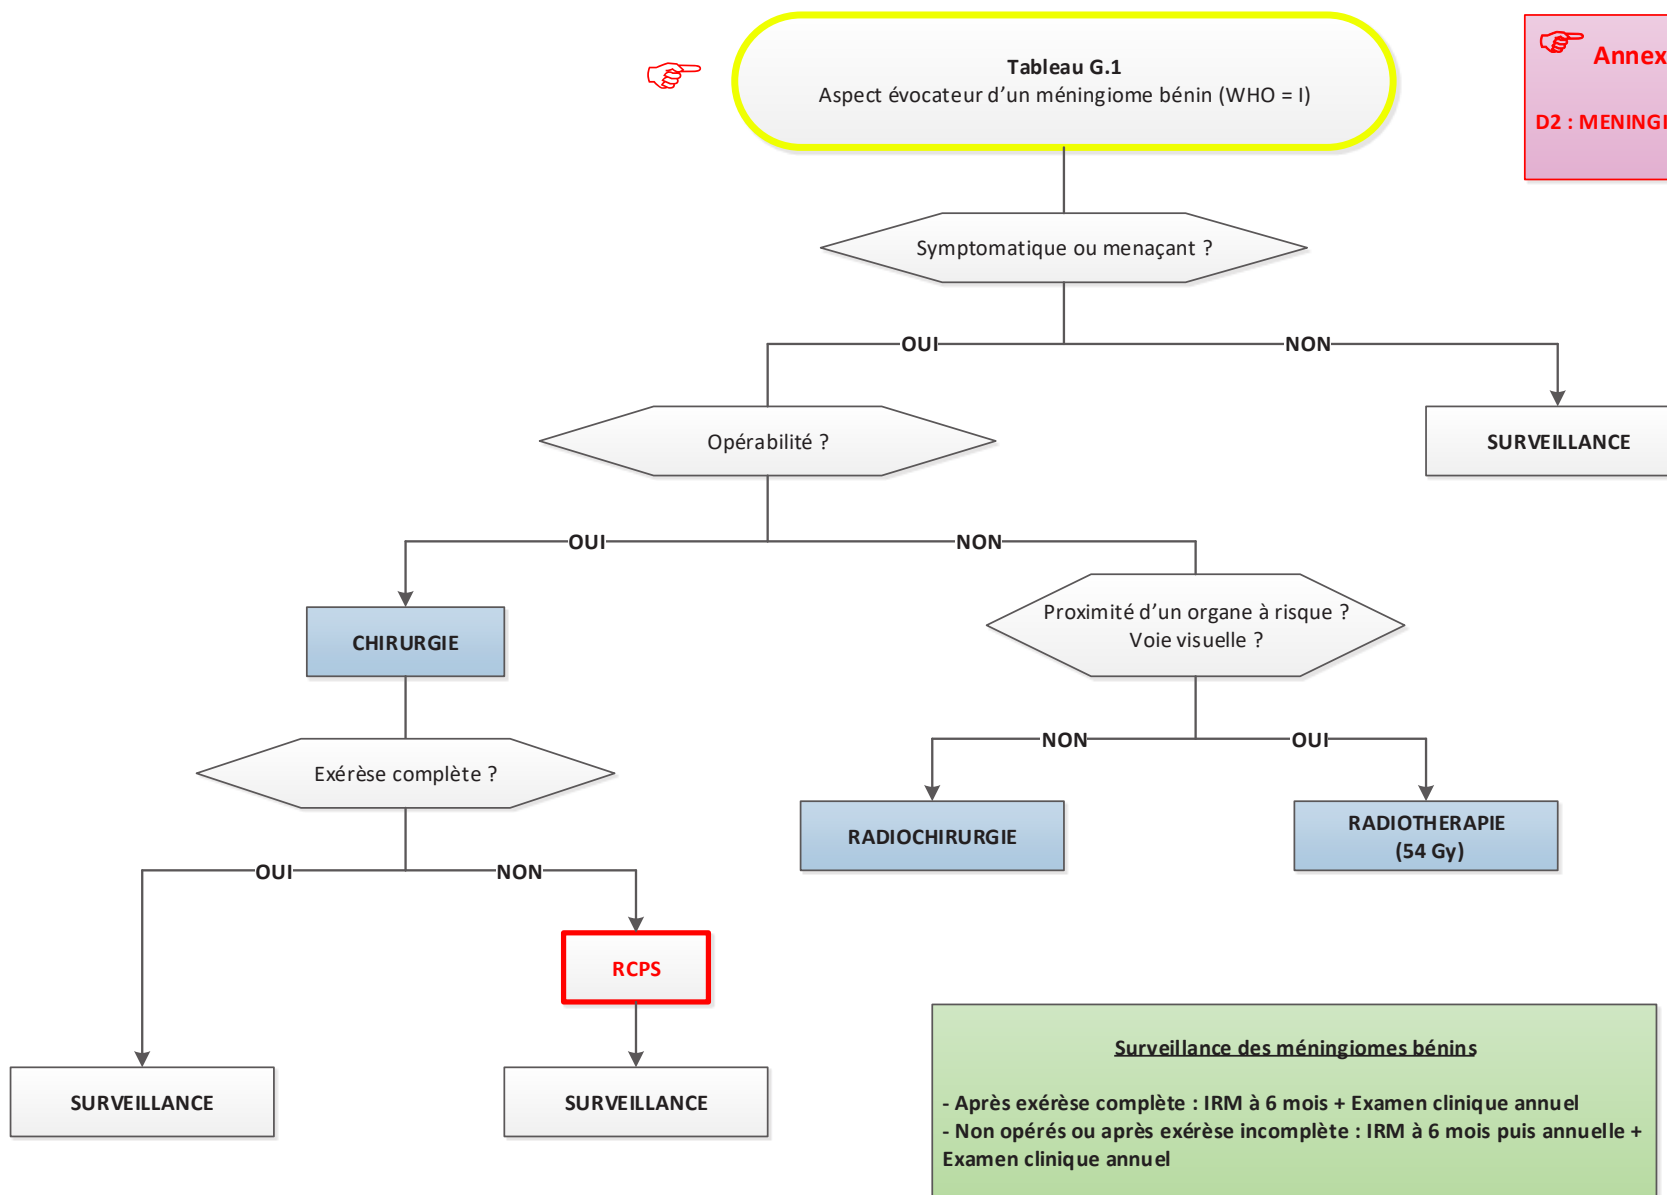 Tableau G.1
Aspect évocateur d'un méningiome bénin (WHO = I)
Annex
D2 : MENINGI
Symptomatique ou menaçant ?
OUI
NON
Opérabilité ?
SURVEILLANCE
OUI
NON
CHIRURGIE
Proximité d'un organe à risque ?
Voie visuelle ?
NON
OUI
Exérèse complète ?
RADIOCHIRURGIE
RADIOTHERAPIE
(54 Gy)
OUI
NON
RCPS
SURVEILLANCE
SURVEILLANCE
Surveillance des méningiomes bénins
- Après exérèse complète : IRM à 6 mois + Examen clinique annuel
- Non opérés ou après exérèse incomplète : IRM à 6 mois puis annuelle +
Examen clinique annuel